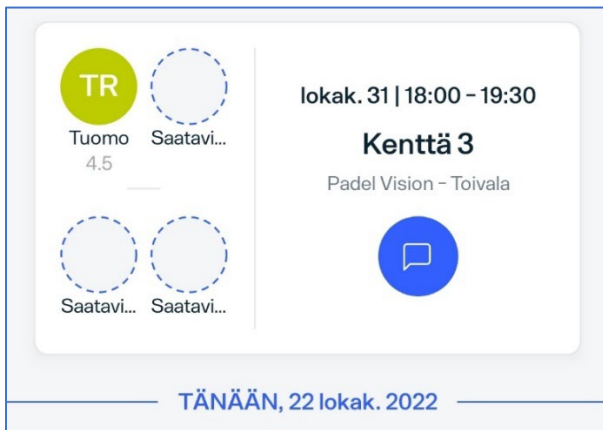 TR
Tuomo Saatavi...
4.5
Saatavi... Saatavi...
lokak. 31 | 18:00 – 19:30
Kenttä 3
Padel Vision – Toivala
TÄNÄÄN, 22 lokak. 2022